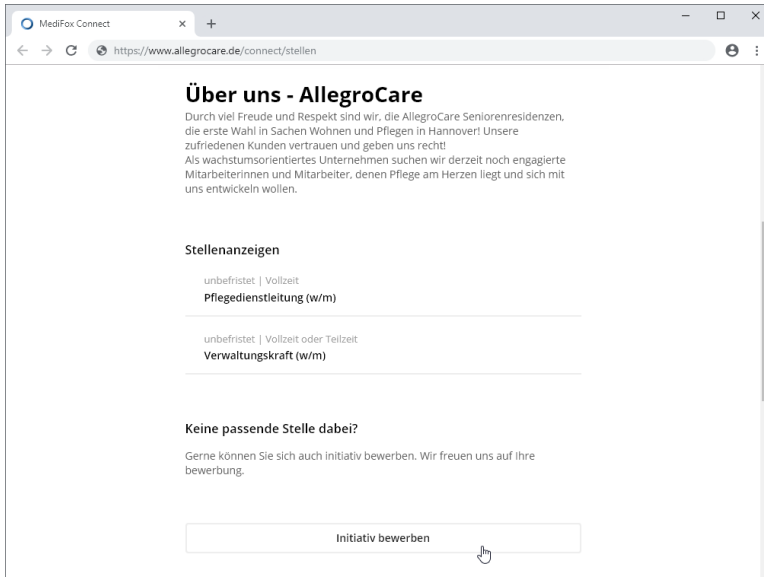 MediFox Connect
https://www.allegrocare.de/connect/stellen
Über uns - AllegroCare
Durch viel Freude und Respekt sind wir, die AllegroCare Seniorenresidenzen,
die erste Wahl in Sachen Wohnen und Pflegen in Hannover! Unsere
zufriedenen Kunden vertrauen und geben uns recht!
Als wachstumsorientiertes Unternehmen suchen wir derzeit noch engagierte
Mitarbeiterinnen und Mitarbeiter, denen Pflege am Herzen liegt und sich mit
uns entwickeln wollen.
Stellenanzeigen
unbefristet | Vollzeit
Pflegedienstleitung (w/m)
unbefristet | Vollzeit oder Teilzeit
Verwaltungskraft (w/m)
Keine passende Stelle dabei?
Gerne können Sie sich auch initiativ bewerben. Wir freuen uns auf Ihre
bewerbung.
Initiativ bewerben